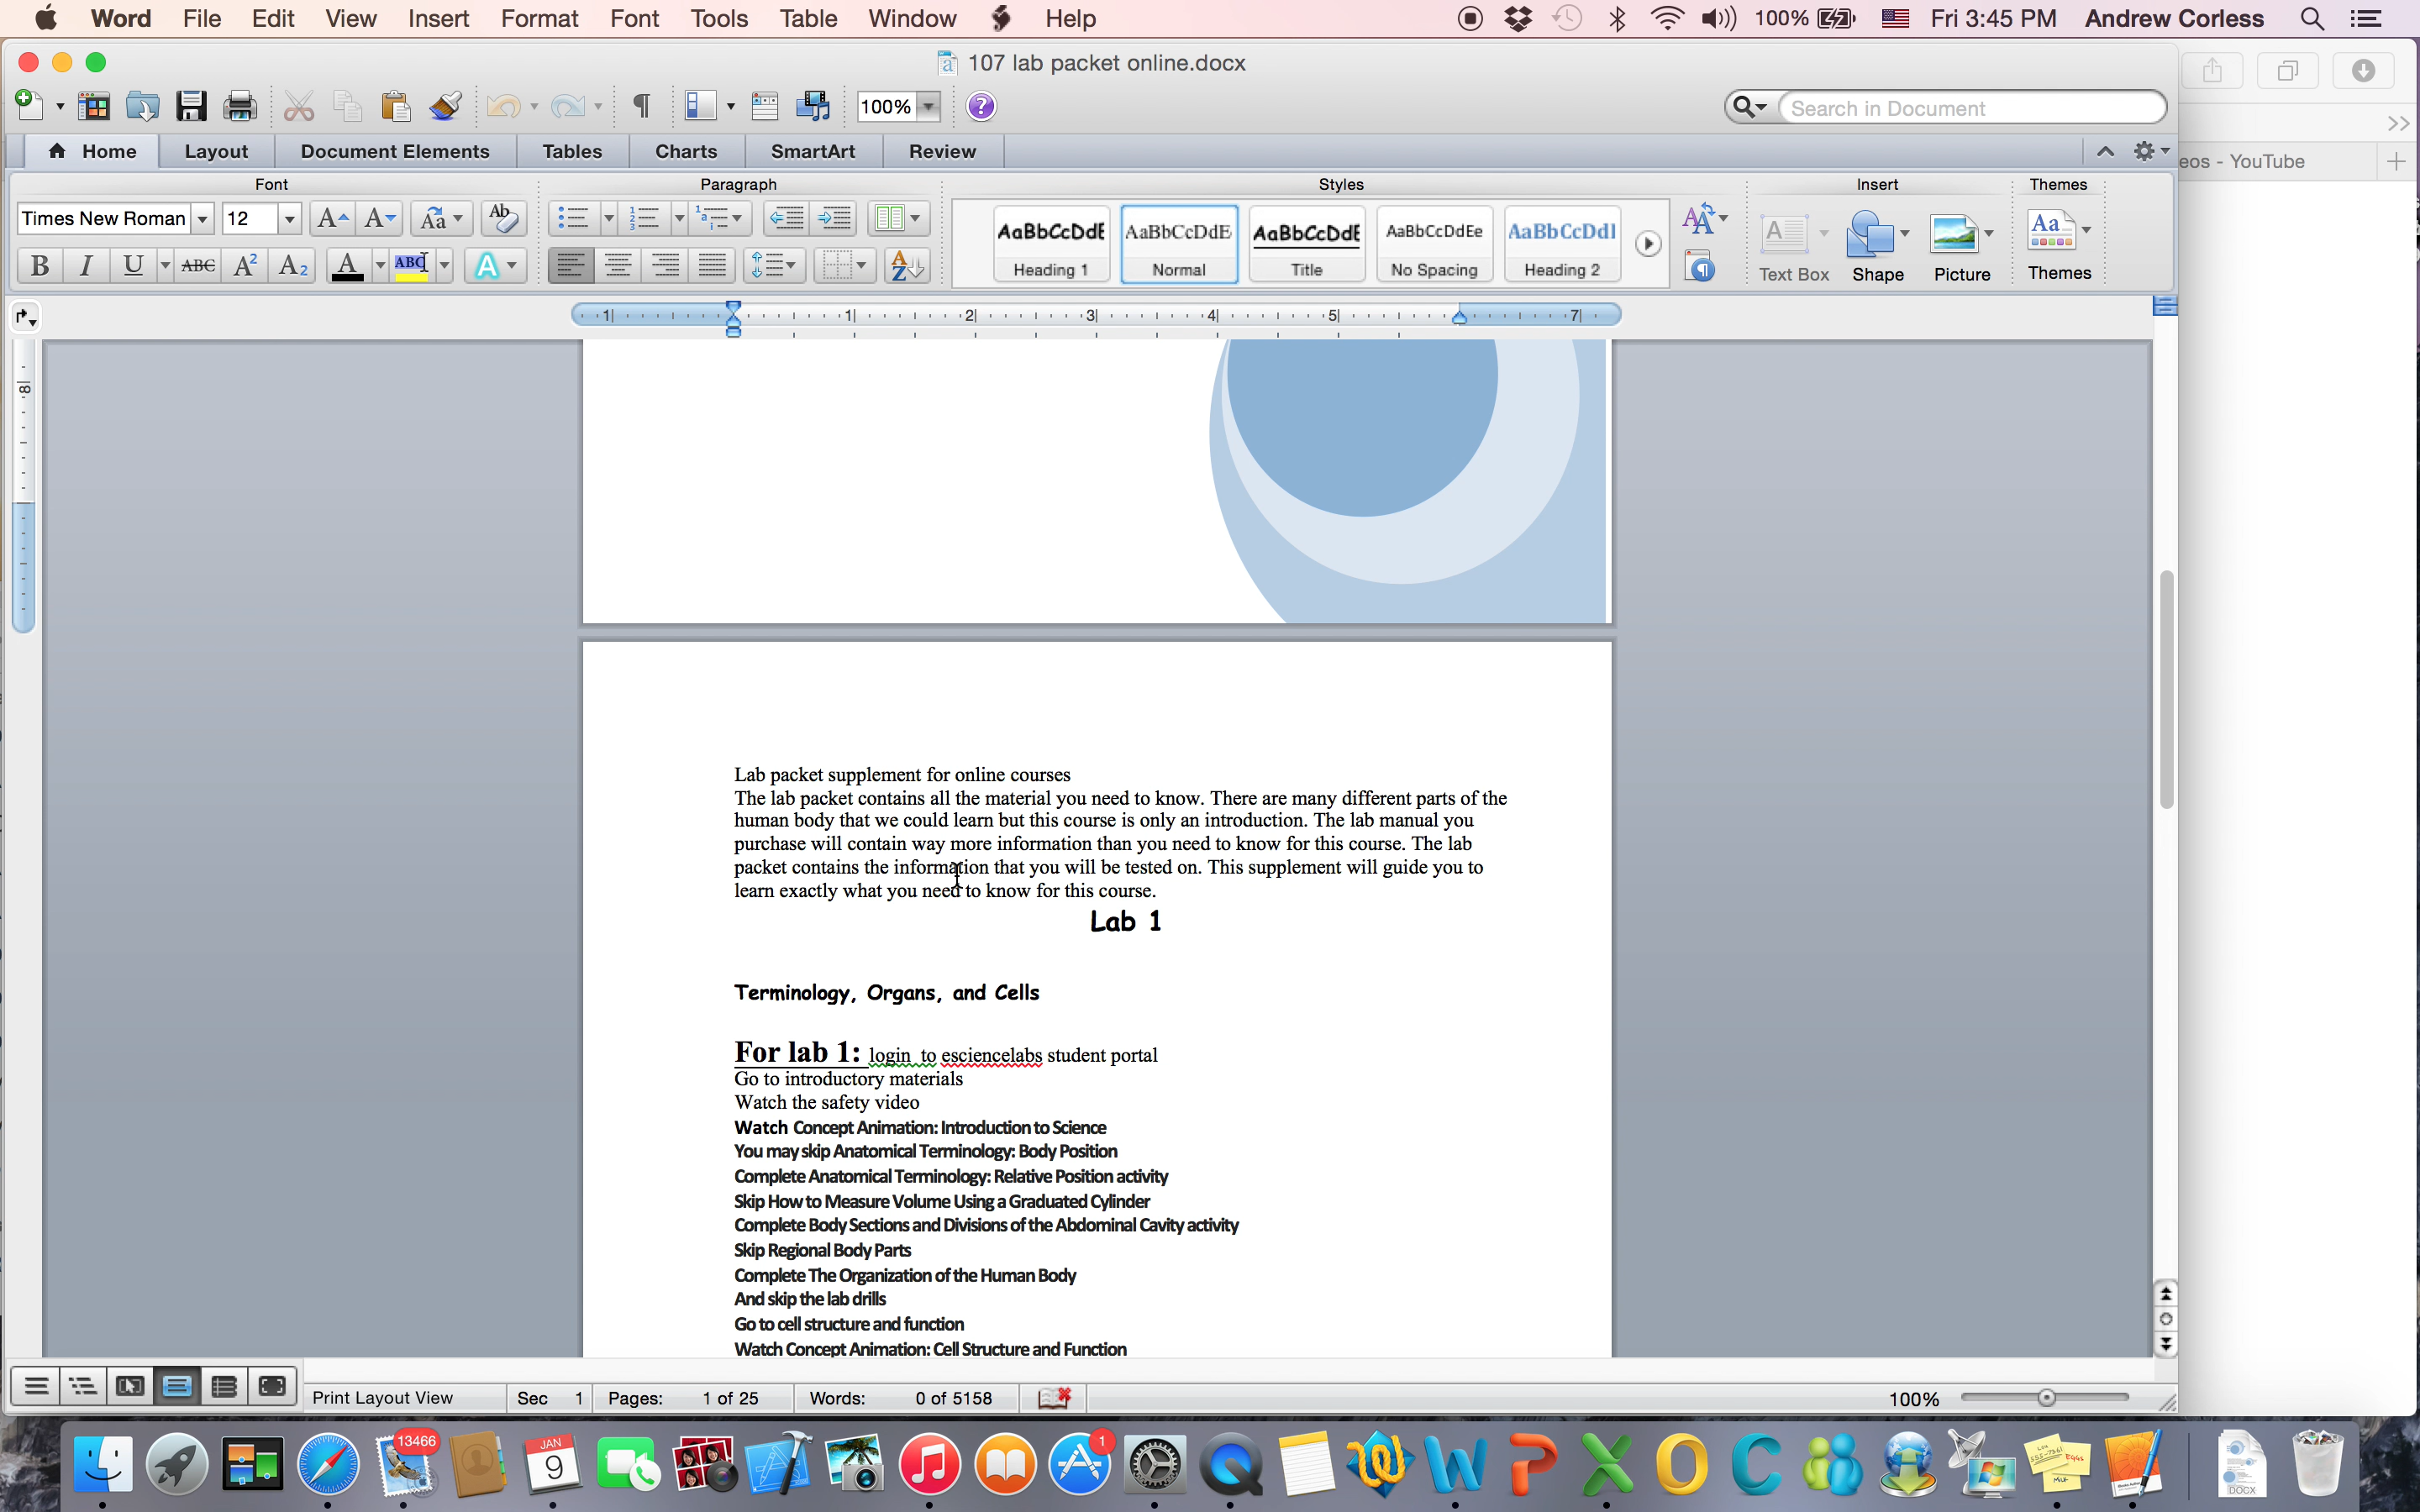 Word File Edit View Insert Format Font Tools Table Window Help 100% Fri 3:45 PM Andrew Corless
107 lab packet online.docx
100% ? Search in Document
Home Layout Document Elements Tables Charts SmartArt Review
eos - YouTube
Font Paragraph Styles Insert Themes
Times New Roman 12
AaBbCcDdE AaBbCcDdE AaBbCcDdE AaBbCcDdEe AaBbCcDdI
Heading 1 Normal Title No Spacing Heading 2
Text Box Shape Picture Themes
1 1 2 3 4 5 7
8
Lab packet supplement for online courses
The lab packet contains all the material you need to know. There are many different parts of the
human body that we could learn but this course is only an introduction. The lab manual you
purchase will contain way more information than you need to know for this course. The lab
packet contains the information that you will be tested on. This supplement will guide you to
learn exactly what you need to know for this course.
Lab 1
Terminology, Organs, and Cells
For lab 1: login to esciencelabs student portal
Go to introductory materials
Watch the safety video
Watch Concept Animation: Introduction to Science
You may skip Anatomical Terminology: Body Position
Complete Anatomical Terminology: Relative Position activity
Skip How to Measure Volume Using a Graduated Cylinder
Complete Body Sections and Divisions of the Abdominal Cavity activity
Skip Regional Body Parts
Complete The Organization of the Human Body
And skip the lab drills
Go to cell structure and function
Watch Concept Animation: Cell Structure and Function
Print Layout View Sec 1 Pages: 1 of 25 Words: 0 of 5158 100%
13466 JAN 9 1 DOCX